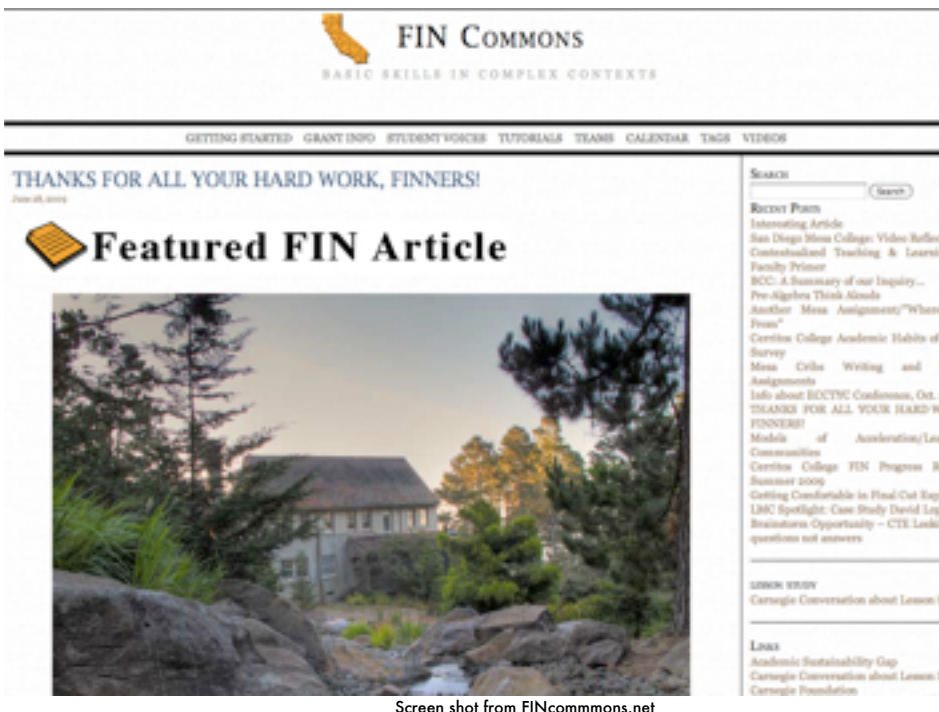 FIN COMMONS
BASIC SKILLS IN COMPLEX CONTEXTS
GETTING STARTED GRANT INFO STUDENT VOICES TUTORIALS TEAMS CALENDAR TAGS VIDEOS
THANKS FOR ALL YOUR HARD WORK, FINNERS!
June 28, 2009
Featured FIN Article
SEARCH
Search
RECENT POSTS
Interesting Article
San Diego Mesa College: Video Reflec
Contextualized Teaching & Learni
Faculty Primer
BCC: A Summary of our Inquiry...
Pre-Algebra Think Alouds
Another Mesa Assignment/"Where
From"
Cerritos College Academic Habits of
Survey
Mesa Cribs Writing and
Assignments
Info about ECCTYC Conference, Oct.
THANKS FOR ALL YOUR HARD W
FINNERS!
Models of Acceleration/Lea
Communities
Cerritos College FIN Progress R
Summer 2009
Getting Comfortable in Final Cut Exp
LMC Spotlight: Case Study David Lop
Brainstorm Opportunity – CTE Looki
questions not answers
LESSON STUDY
Carnegie Conversation about Lesson
LINKS
Academic Sustainability Gap
Carnegie Conversation about Lesson
Carnegie Foundation
Screen shot from FINcommmons.net